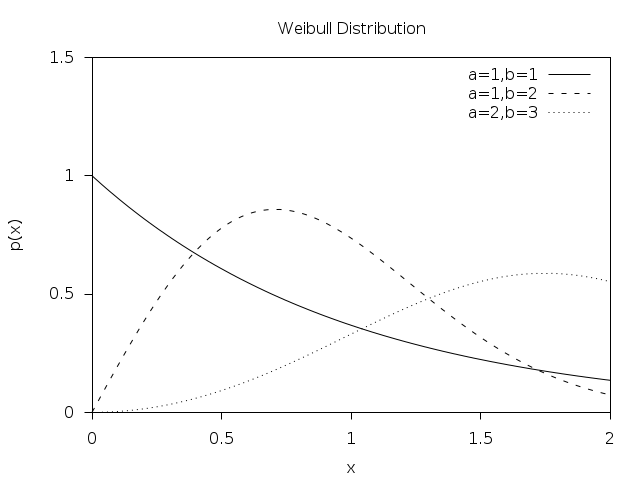 Weibull Distribution
1.5
a=1,b=1
a=1,b=2
a=2,b=3
1
p(x)
0.5
0
0 0.5 1 1.5 2
x